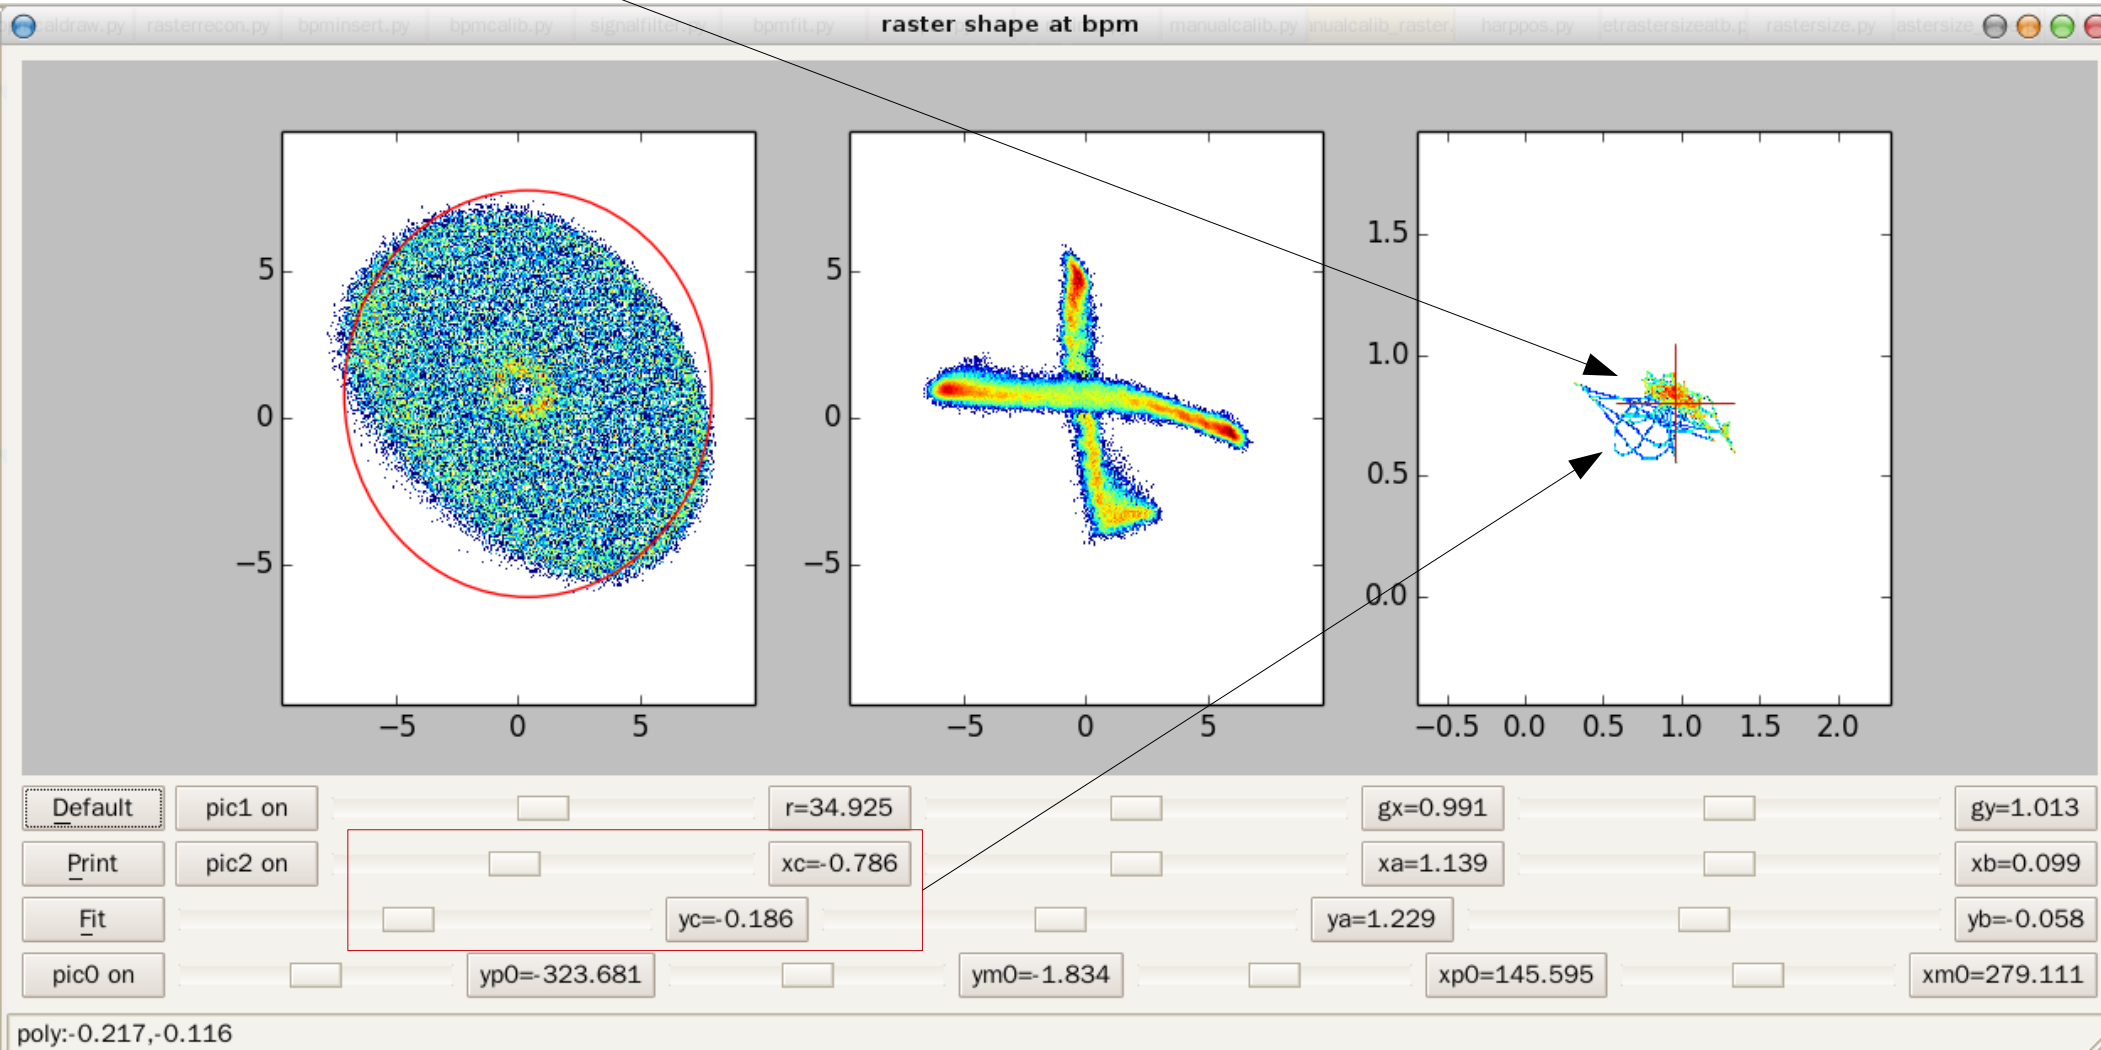 caldraw.py rasterrecon.py bpminsert.py bpmcalib.py signalfilter.py bpmfit.py raster shape at bpm manualcalib.py anualcalib_raster harppos.py etrastersizeatb.p rastersize.py astersize_
5 5 1.5
1.0
0 0 0.5
−5 −5 0.0
−5 0 5 −5 0 5 −0.5 0.0 0.5 1.0 1.5 2.0
Default pic1 on r=34.925 gx=0.991 gy=1.013
Print pic2 on xc=-0.786 xa=1.139 xb=0.099
Fit yc=-0.186 ya=1.229 yb=-0.058
pic0 on yp0=-323.681 ym0=-1.834 xp0=145.595 xm0=279.111
poly:-0.217,-0.116